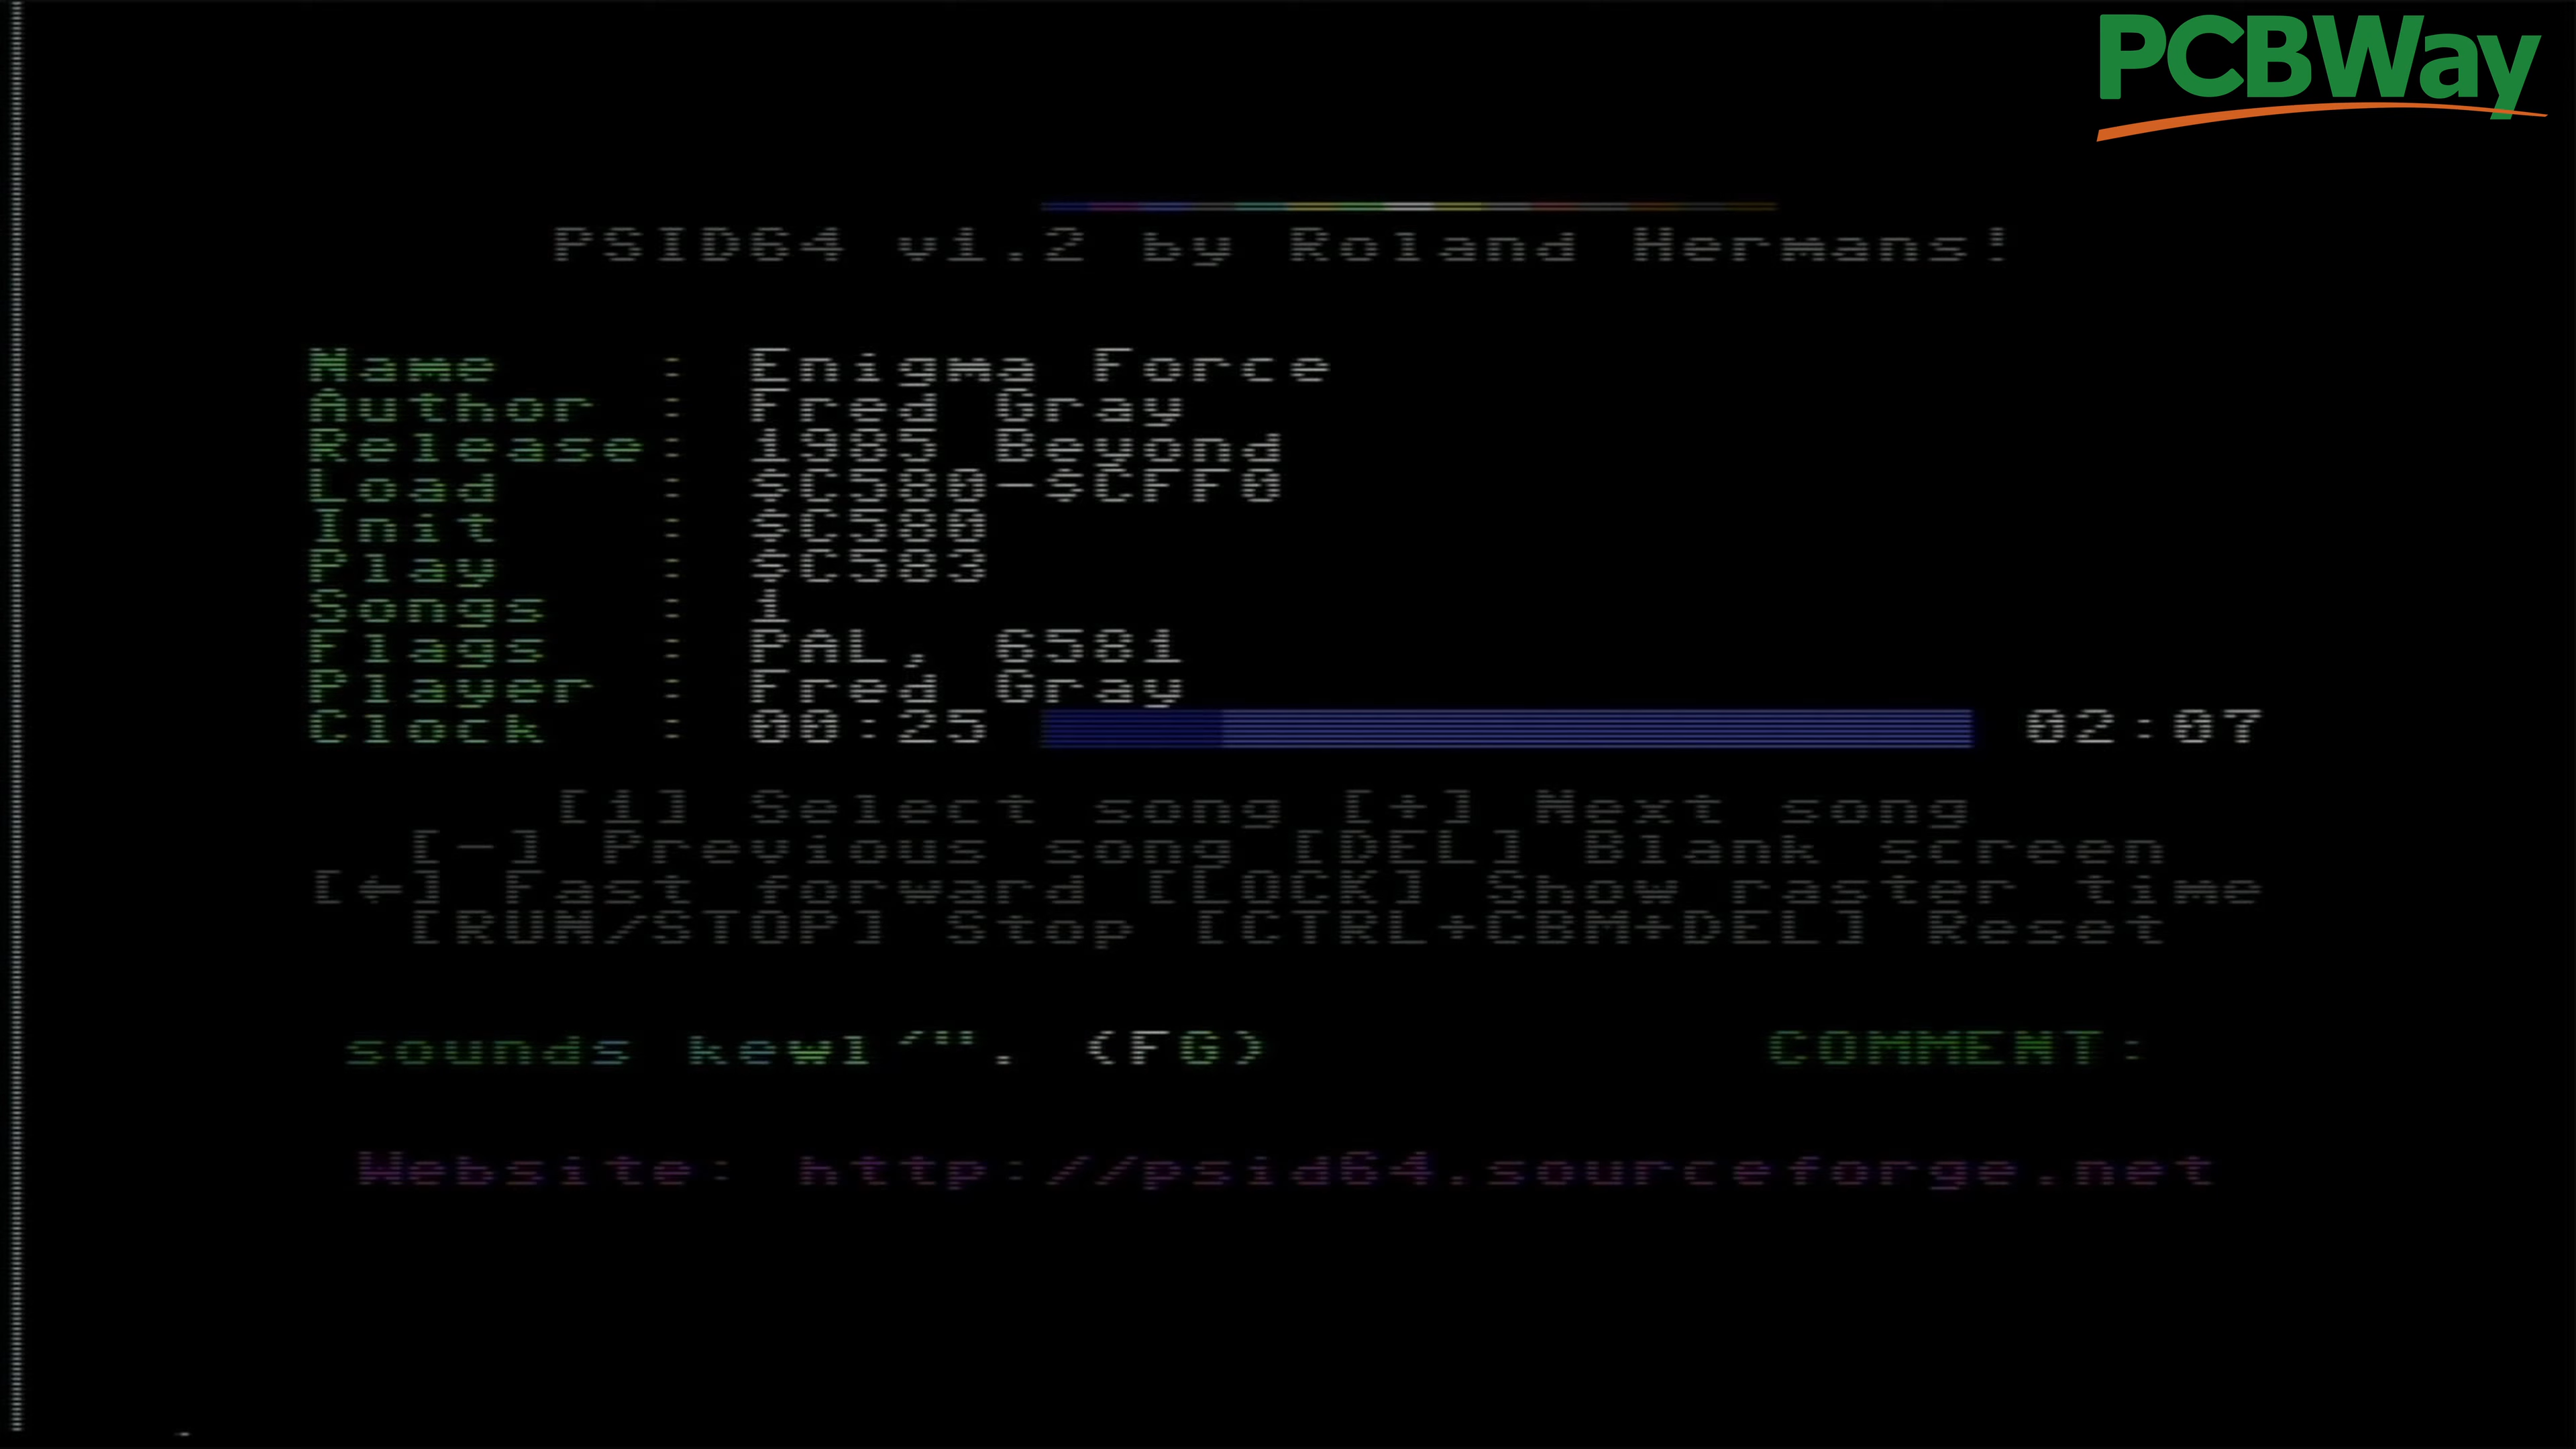 PCBWay
PSID64 v1.2 by Roland Hermans!
Name : Enigma Force
Author : Fred Gray
Release : 1985 Beyond
Load : $C580-$CFF0
Init : $C580
Play : $C583
Songs : 1
Flags : PAL, 6581
Player : Fred_Gray
Clock : 00:25 02:07
[1] Select song [+] Next song
[-] Previous song [DEL] Blank screen
[←] Fast forward [LOCK] Show raster time
[RUN/STOP] Stop [CTRL+CBM+DEL] Reset
sounds kewl'". (FG) COMMENT:
Website: http://psid64.sourceforge.net